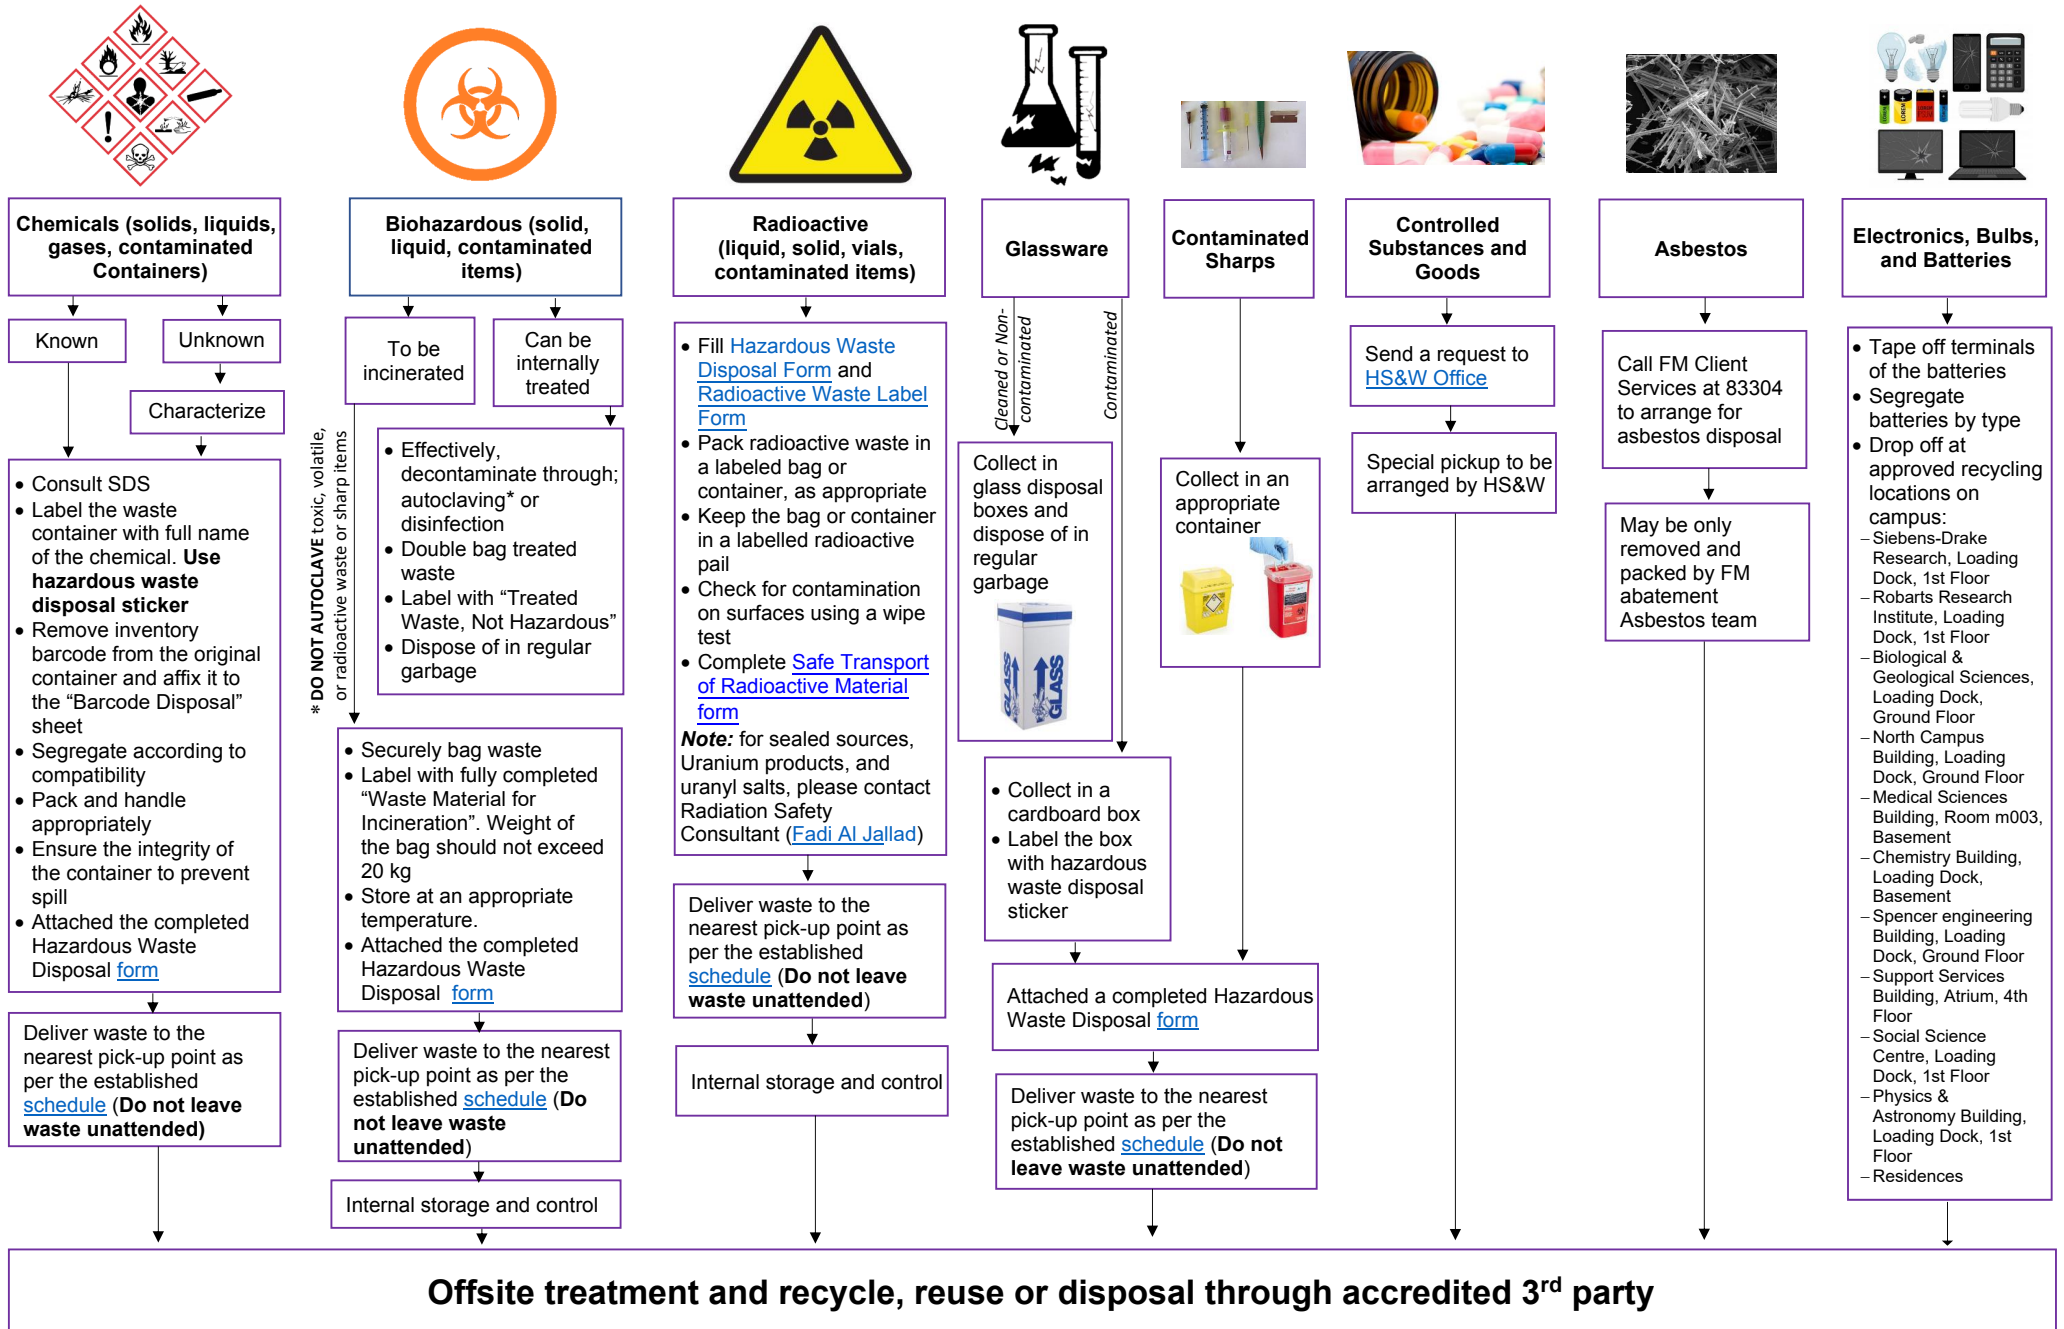 Chemicals (solids, liquids,
gases, contaminated
Containers)
Known
Unknown
Characterize
• Consult SDS
• Label the waste
container with full name
of the chemical. Use
hazardous waste
disposal sticker
• Remove inventory
barcode from the original
container and affix it to
the “Barcode Disposal”
sheet
• Segregate according to
compatibility
• Pack and handle
appropriately
• Ensure the integrity of
the container to prevent
spill
• Attached the completed
Hazardous Waste
Disposal form
Deliver waste to the
nearest pick-up point as
per the established
schedule (Do not leave
waste unattended)
Biohazardous (solid,
liquid, contaminated
items)
To be
incinerated
Can be
internally
treated
* DO NOT AUTOCLAVE toxic, volatile,
or radioactive waste or sharp items
• Effectively,
decontaminate through;
autoclaving* or
disinfection
• Double bag treated
waste
• Label with “Treated
Waste, Not Hazardous”
• Dispose of in regular
garbage
• Securely bag waste
• Label with fully completed
“Waste Material for
Incineration”. Weight of
the bag should not exceed
20 kg
• Store at an appropriate
temperature.
• Attached the completed
Hazardous Waste
Disposal form
Deliver waste to the nearest
pick-up point as per the
established schedule (Do
not leave waste
unattended)
Internal storage and control
Radioactive
(liquid, solid, vials,
contaminated items)
• Fill Hazardous Waste
Disposal Form and
Radioactive Waste Label
Form
• Pack radioactive waste in
a labeled bag or
container, as appropriate
• Keep the bag or container
in a labelled radioactive
pail
• Check for contamination
on surfaces using a wipe
test
• Complete Safe Transport
of Radioactive Material
form
Note: for sealed sources,
Uranium products, and
uranyl salts, please contact
Radiation Safety
Consultant (Fadi Al Jallad)
Deliver waste to the
nearest pick-up point as
per the established
schedule (Do not leave
waste unattended)
Internal storage and control
Glassware
Cleaned or Non-
contaminated
Contaminated
Collect in
glass disposal
boxes and
dispose of in
regular
garbage
GLASS
GLASS
• Collect in a
cardboard box
• Label the box
with hazardous
waste disposal
sticker
Contaminated
Sharps
Collect in an
appropriate
container
Attached a completed Hazardous
Waste Disposal form
Deliver waste to the nearest
pick-up point as per the
established schedule (Do not
leave waste unattended)
Controlled
Substances and
Goods
Send a request to
HS&W Office
Special pickup to be
arranged by HS&W
Asbestos
Call FM Client
Services at 83304
to arrange for
asbestos disposal
May be only
removed and
packed by FM
abatement
Asbestos team
Electronics, Bulbs,
and Batteries
• Tape off terminals
of the batteries
• Segregate
batteries by type
• Drop off at
approved recycling
locations on
campus:
– Siebens-Drake
Research, Loading
Dock, 1st Floor
– Robarts Research
Institute, Loading
Dock, 1st Floor
– Biological &
Geological Sciences,
Loading Dock,
Ground Floor
– North Campus
Building, Loading
Dock, Ground Floor
– Medical Sciences
Building, Room m003,
Basement
– Chemistry Building,
Loading Dock,
Basement
– Spencer engineering
Building, Loading
Dock, Ground Floor
– Support Services
Building, Atrium, 4th
Floor
– Social Science
Centre, Loading
Dock, 1st Floor
– Physics &
Astronomy Building,
Loading Dock, 1st
Floor
– Residences
Offsite treatment and recycle, reuse or disposal through accredited 3rd party